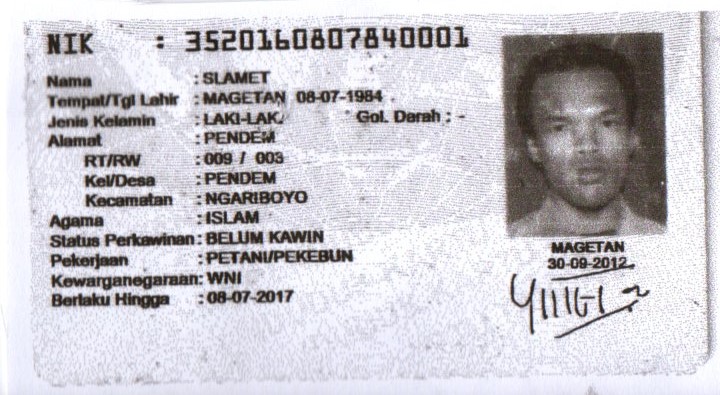 NIK : 3520160807840001
Nama : SLAMET
Tempat/Tgl Lahir : MAGETAN 08-07-1984
Jenis Kelamin : LAKI-LAK Gol. Darah : -
Alamat : PENDEM
RT/RW : 009 / 003
Kel/Desa : PENDEM
Kecamatan : NGARIBOYO
Agama : ISLAM
Status Perkawinan: BELUM KAWIN
Pekerjaan : PETANI/PEKEBUN
Kewarganegaraan: WNI
Berlaku Hingga : 08-07-2017
MAGETAN
30-09-2012